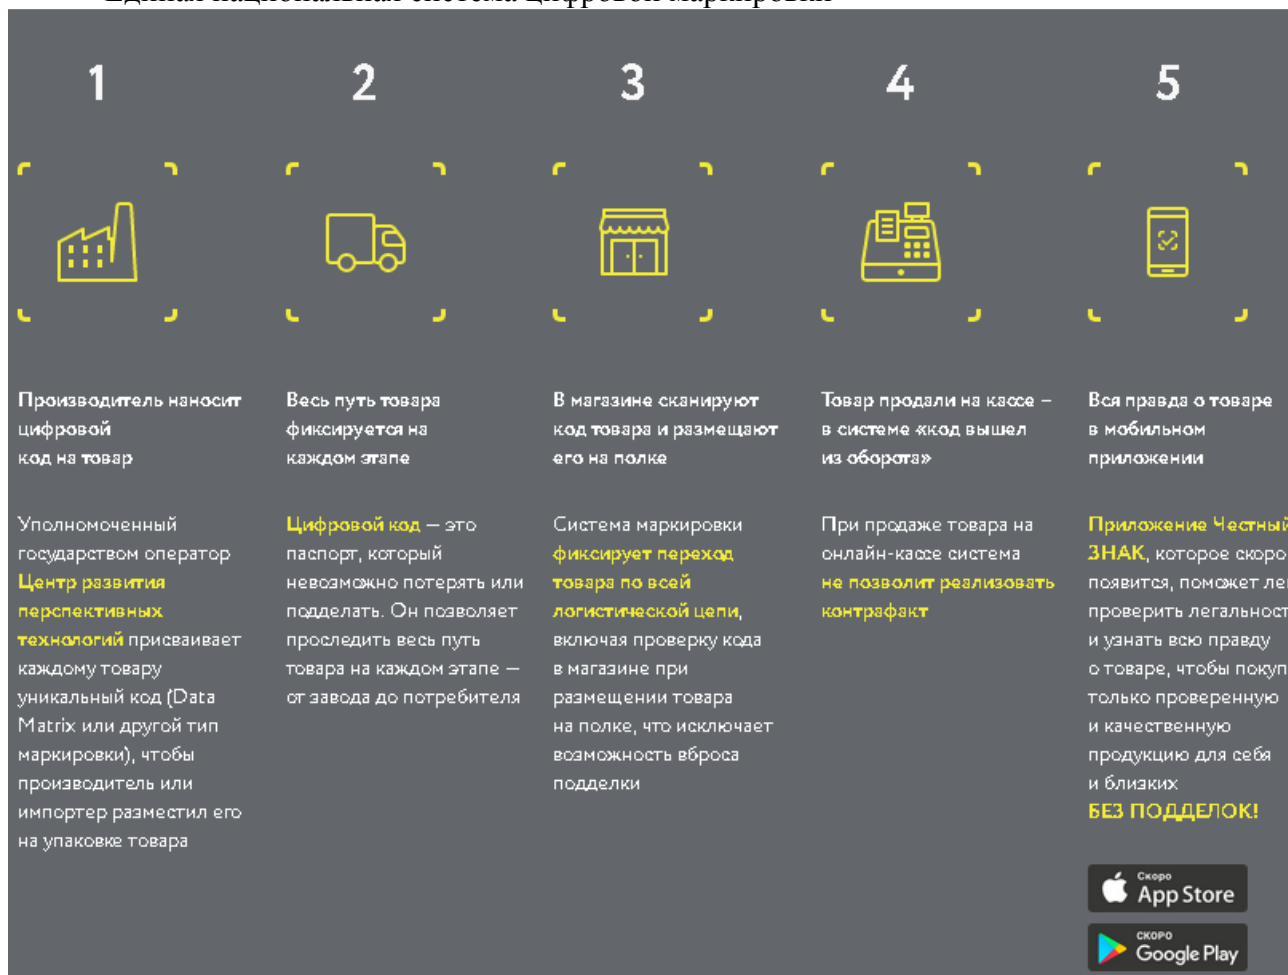 Единая национальная система цифровой маркировки
1
2
3
4
5
Производитель наносит
цифровой
код на товар
Уполномоченный
государством оператор
Центр развития
перспективных
технологий присваивает
каждому товару
уникальный код (Data
Matrix или другой тип
маркировки), чтобы
производитель или
импортер разместил его
на упаковке товара
Весь путь товара
фиксируется на
каждом этапе
Цифровой код — это
паспорт, который
невозможно потерять или
подделать. Он позволяет
проследить весь путь
товара на каждом этапе —
от завода до потребителя
В магазине сканируют
код товара и размещают
его на полке
Система маркировки
фиксирует переход
товара по всей
логистической цепи,
включая проверку кода
в магазине при
размещении товара
на полке, что исключает
возможность вброса
подделки
Товар продали на кассе –
в системе «код вышел
из оборота»
При продаже товара на
онлайн-кассе система
не позволит реализовать
контрафакт
Вся правда о товаре
в мобильном
приложении
Приложение Честный
ЗНАК, которое скоро
появится, поможет
проверить
и узнать всю правду
о товаре, чтобы
только проверенную
и качественную
продукцию для себя
и близких
БЕЗ ПОДДЕЛОК!
Скоро
App Store
скоро
Google Play